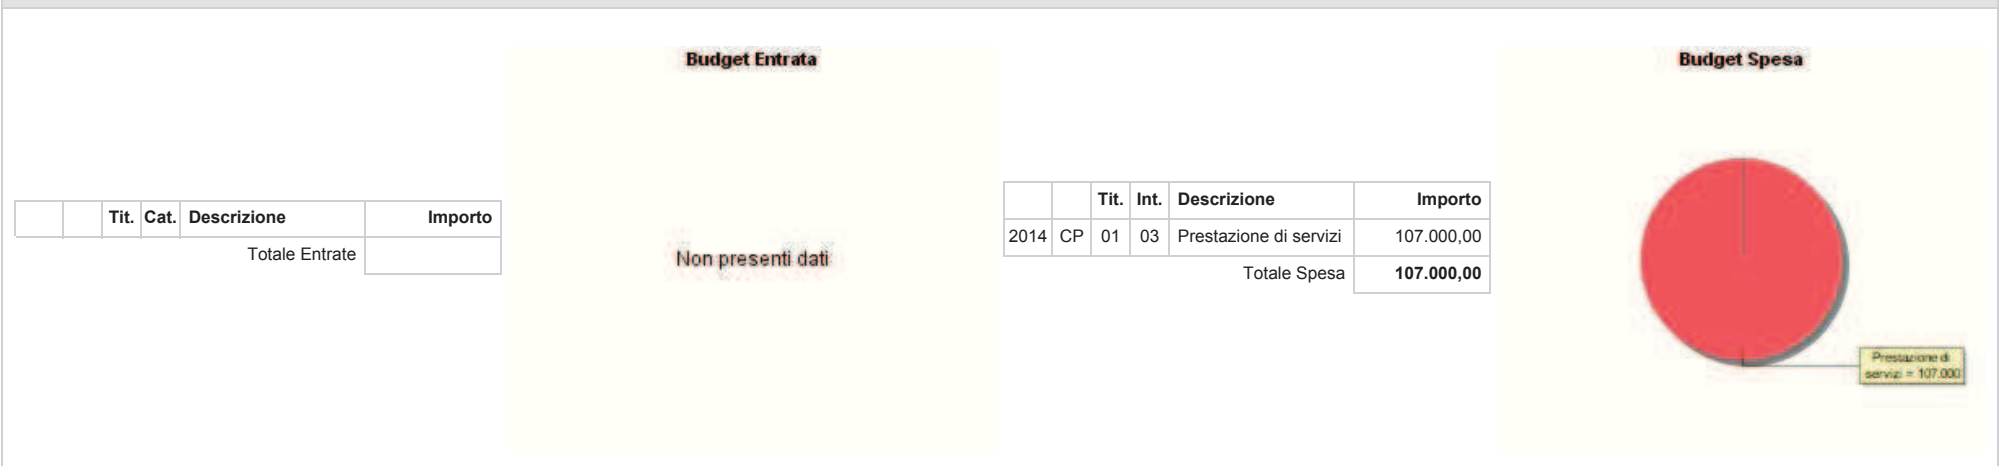 Budget Entrata
Tit. Cat. Descrizione Importo
Totale Entrate
Non presenti dati
Budget Spesa
Tit. Int. Descrizione Importo
2014 CP 01 03 Prestazione di servizi 107.000,00
Totale Spesa 107.000,00
Prestazione di
servizi = 107.000